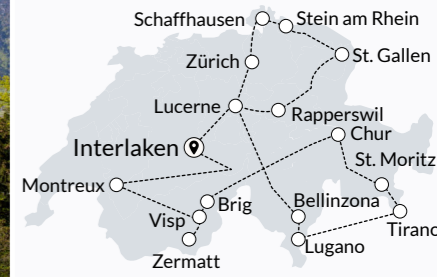 Schaffhausen
Stein am Rhein
Zürich
St. Gallen
Lucerne
Rapperswil
Interlaken
Chur
St. Moritz
Montreux
Brig
Bellinzona
Visp
Tirano
Lugano
Zermatt